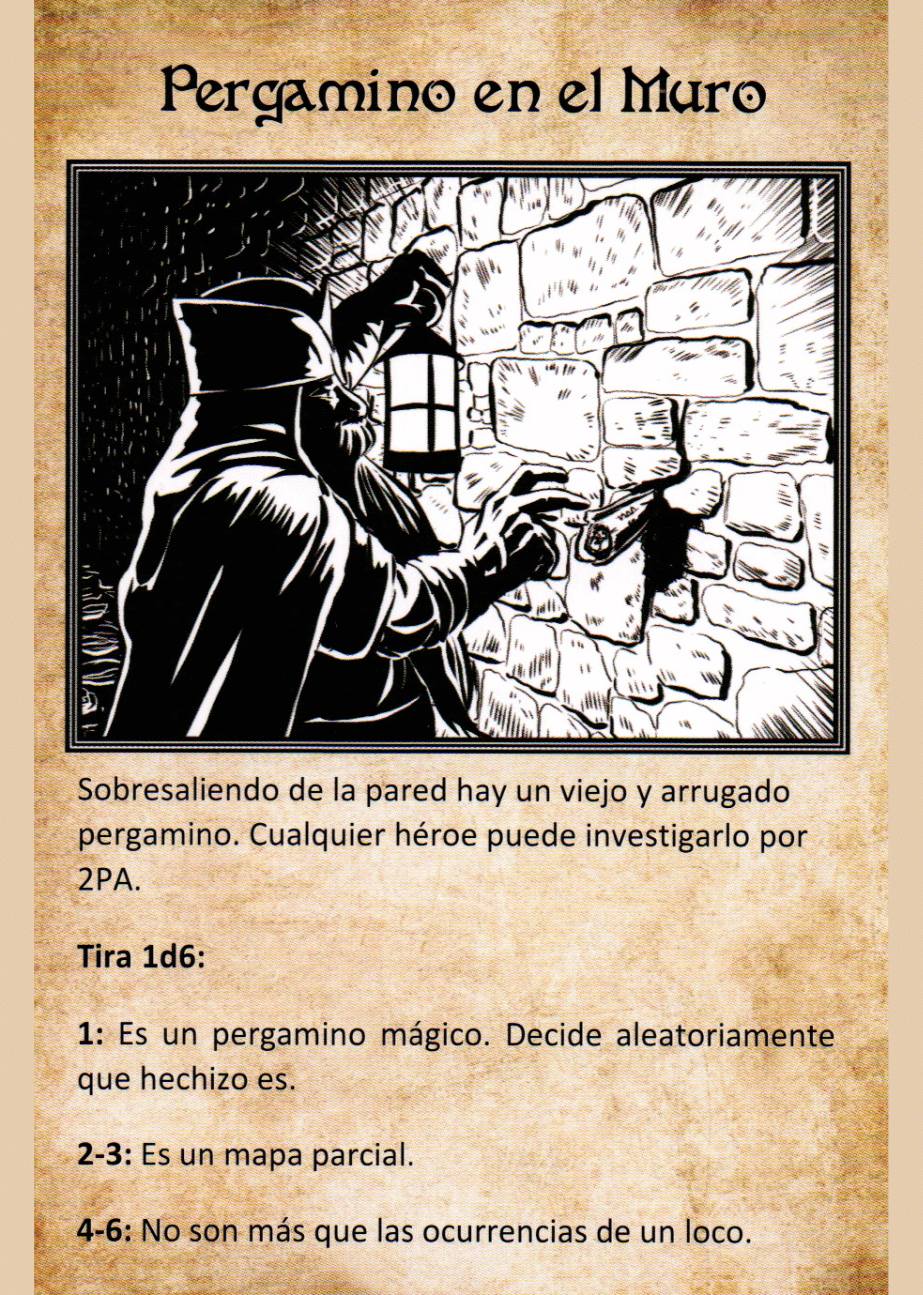 Pergamino en el Muro
Sobresaliendo de la pared hay un viejo y arrugado
pergamino. Cualquier héroe puede investigarlo por
2PA.
Tira 1d6:
1: Es un pergamino mágico. Decide aleatoriamente
que hechizo es.
2-3: Es un mapa parcial.
4-6: No son más que las ocurrencias de un loco.